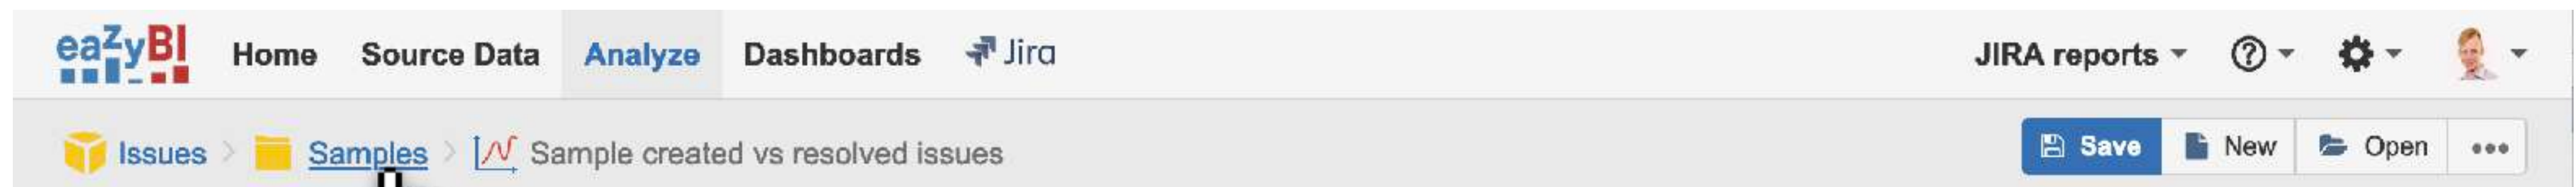 eazyBI Home Source Data Analyze Dashboards Jira JIRA reports
Issues > Samples > Sample created vs resolved issues Save New Open